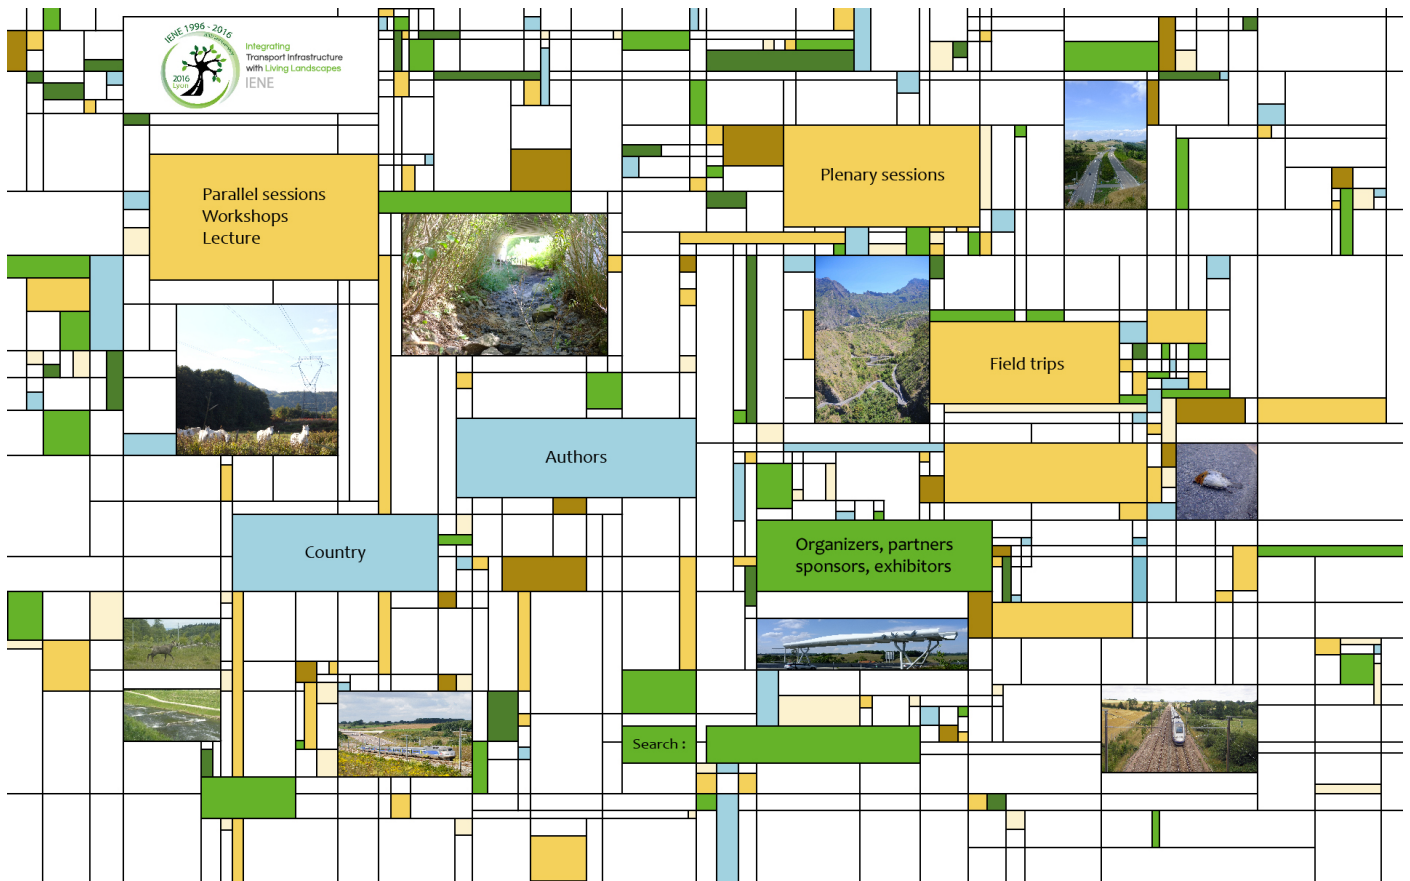 IENE 1996 - 2016
Integrating
Transport Infrastructure
with Living Landscapes
IENE
2016
Lyon
Parallel sessions
Workshops
Lecture
Plenary sessions
Field trips
Authors
Country
Organizers, partners
sponsors, exhibitors
Search :